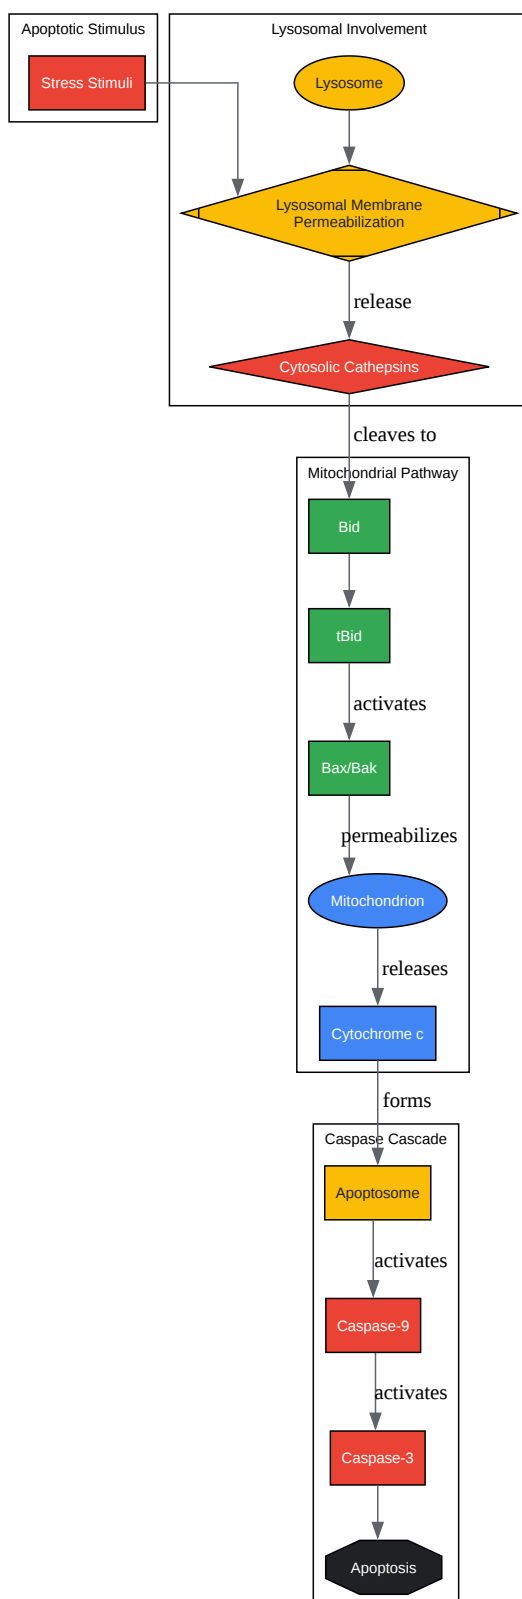 Apoptotic Stimulus
Lysosomal Involvement
Stress Stimuli
Lysosome
Lysosomal Membrane
Permeabilization
release
Cytosolic Cathepsins
cleaves to
Mitochondrial Pathway
Bid
tBid
activates
Bax/Bak
permeabilizes
Mitochondrion
releases
Cytochrome c
forms
Caspase Cascade
Apoptosome
activates
Caspase-9
activates
Caspase-3
Apoptosis